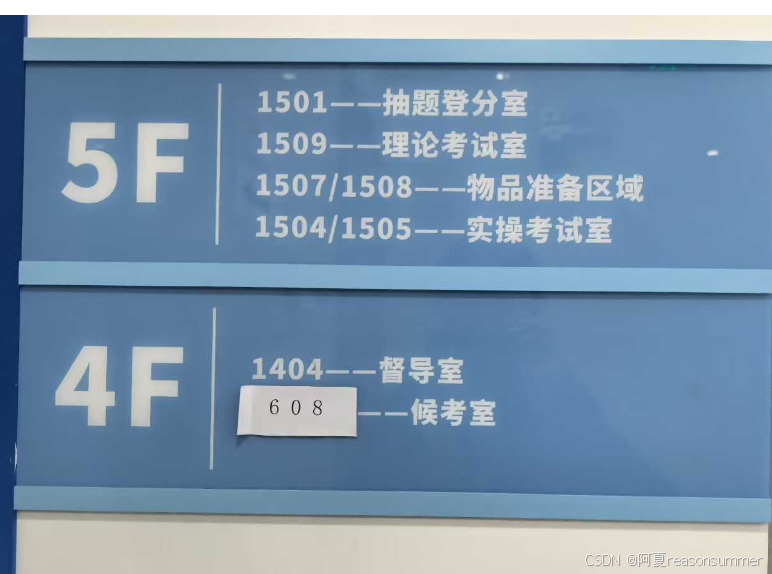 5F
1501——抽题登分室
1509——理论考试室
1507/1508——物品准备区域
1504/1505——实操考试室
4F
1404——督导室
608——候考室
CSDN @阿夏reasonsummer